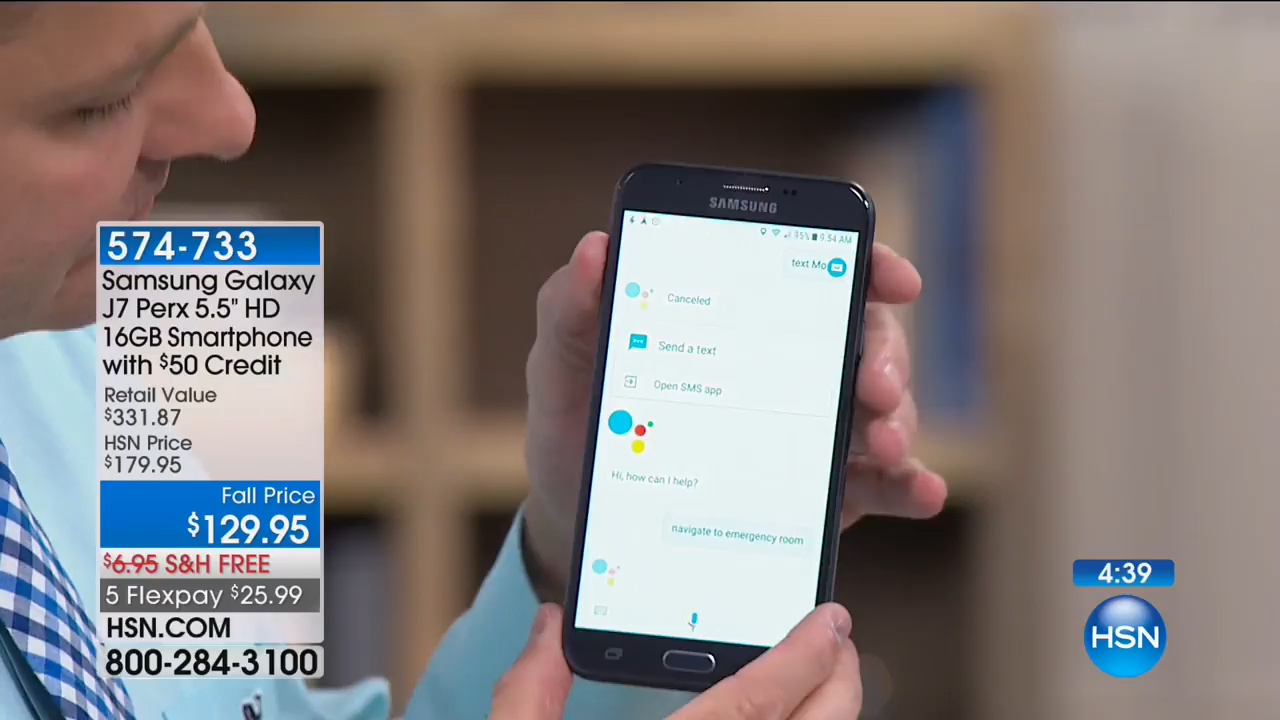 574-733
Samsung Galaxy
J7 Perx 5.5" HD
16GB Smartphone
with $50 Credit
Retail Value
$331.87
HSN Price
$179.95
Fall Price
$129.95
$6.95 S&H FREE
5 Flexpay $25.99
HSN.COM
800-284-3100
SAMSUNG
95% 9:54 AM
text Mo
Canceled
Send a text
Open SMS app
Hi, how can I help?
navigate to emergency room
4:39
HSN